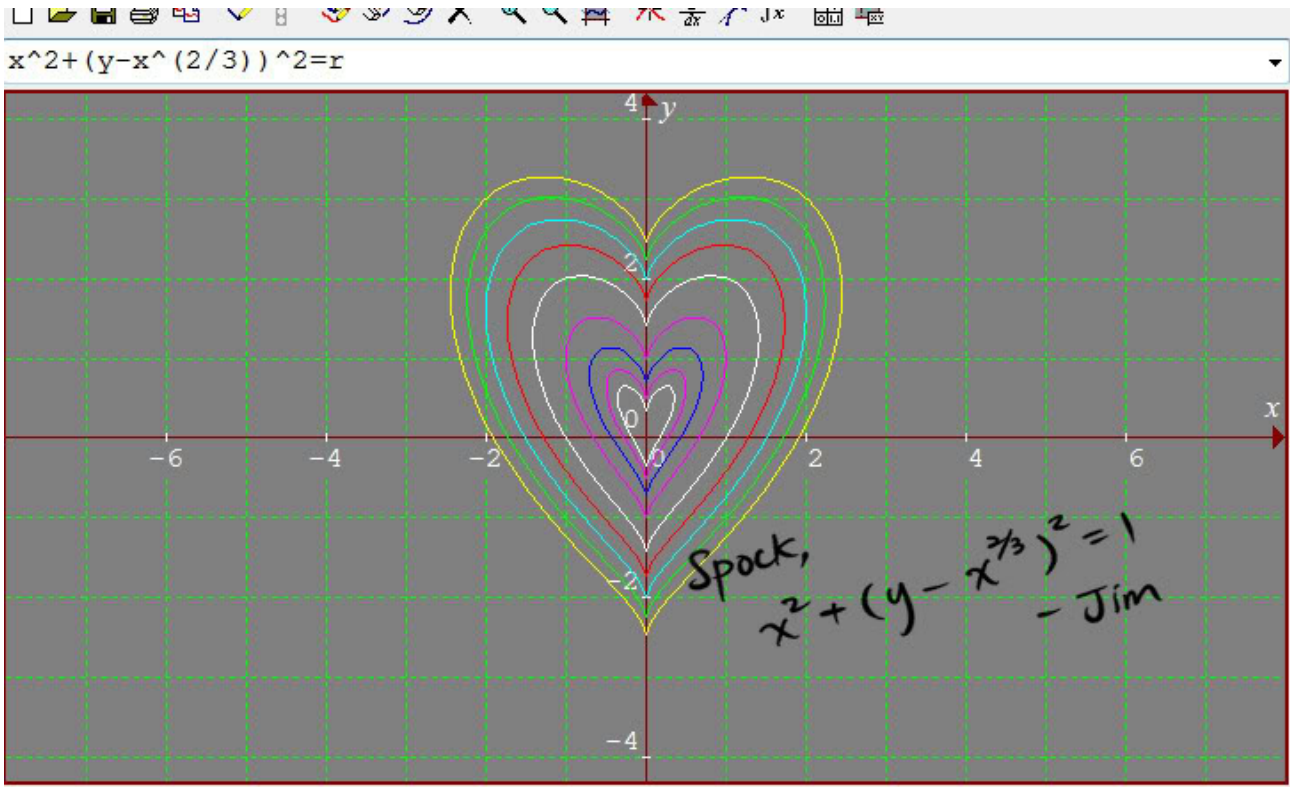 x^2+(y-x^(2/3))^2=r
4 y
2
0
x
-6 -4 -2 0 2 4 6
-2
-4
Spock,
x² + (y - x^(2/3))² = 1
- Jim